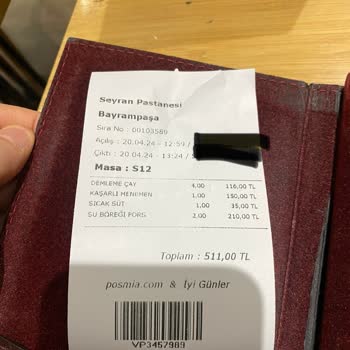 Seyran Pastanesi
Bayrampaşa
Sıra No : 00103589
Açılış : 20.04.24 - 12:59 /
Çıktı : 20.04.24 - 13:24 /
Masa : S12
DEMLEME ÇAY 4,00 116,00 TL
KAŞARLI MENEMEN 1,00 150,00 TL
SICAK SÜT 1,00 35,00 TL
SU BÖREĞİ PORS. 2,00 210,00 TL
Toplam : 511,00 TL
posmia.com & İyi Günler
VP3457989